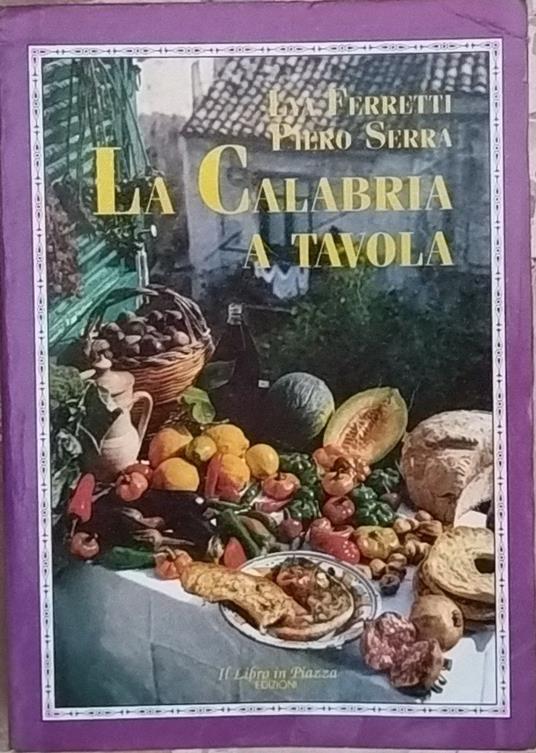 LYA FERRETTI
PIERO SERRA
LA CALABRIA
A TAVOLA
Il Libro in Piazza
EDIZIONI